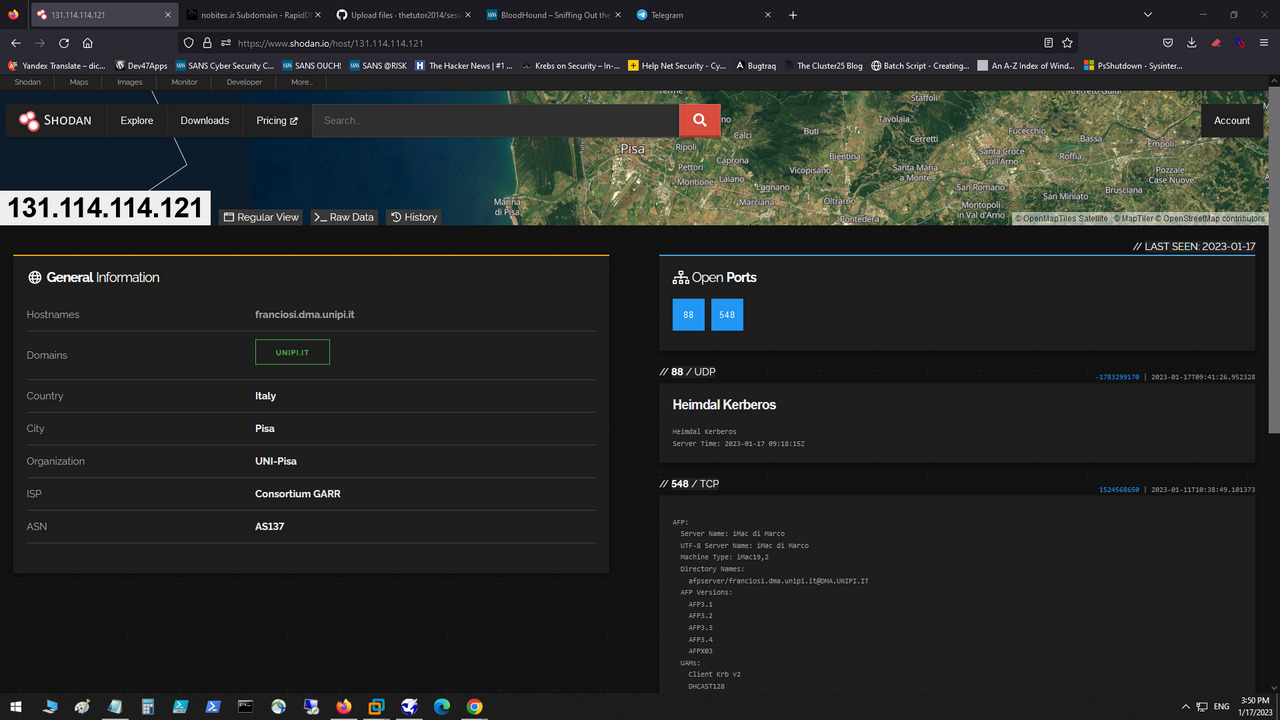 131.114.114.121
nobitex.ir Subdomain - RapidD
Upload files · thetutor2014/sess
BloodHound – Sniffing Out the
Telegram
https://www.shodan.io/host/131.114.114.121
Yandex Translate – dic...
Dev47Apps
SANS Cyber Security C...
SANS OUCH!
SANS @RISK
The Hacker News | #1 ...
Krebs on Security – In-...
Help Net Security - Cy...
Bugtraq
The Cluster25 Blog
Batch Script - Creating...
An A-Z Index of Wind...
PsShutdown - Sysinter...
Shodan
Maps
Images
Monitor
Developer
More...
SHODAN
Explore
Downloads
Pricing
Search...
Account
Staffoli
Tavolaia
Cerretti
Fucecchio
Bassa
Empoli
Calci
Buti
Pisa
Ripoli
Bientina
Santa Croce
sull'Arno
Roffia
Pettori
Caprona
Vicopisano
Santa Maria
a Monte
Pozzale
Case Nuove
Montione
Laiano
Lugnano
San Romano
Brusciana
Marina
di Pisa
Marciana
Oltrarno
Montopoli
in Val d'Arno
San Miniato
Pontedera
131.114.114.121
Regular View
Raw Data
History
© OpenMapTiles Satellite © MapTiler © OpenStreetMap contributors
// LAST SEEN: 2023-01-17
General Information
Hostnames
franciosi.dma.unipi.it
Domains
UNIPI.IT
Country
Italy
City
Pisa
Organization
UNI-Pisa
ISP
Consortium GARR
ASN
AS137
Open Ports
88
548
// 88 / UDP
-1783299170 | 2023-01-17T09:41:26.952328
Heimdal Kerberos
Heimdal Kerberos
Server Time: 2023-01-17 09:18:15Z
// 548 / TCP
1524568650 | 2023-01-11T10:38:49.101373
AFP:
Server Name: iMac di Marco
UTF-8 Server Name: iMac di Marco
Machine Type: iMac19,2
Directory Names:
afpserver/franciosi.dma.unipi.it@DMA.UNIPI.IT
AFP Versions:
AFP3.1
AFP3.2
AFP3.3
AFP3.4
AFPX03
UAMs:
Client Krb v2
DHCAST128
ENG
3:50 PM
1/17/2023